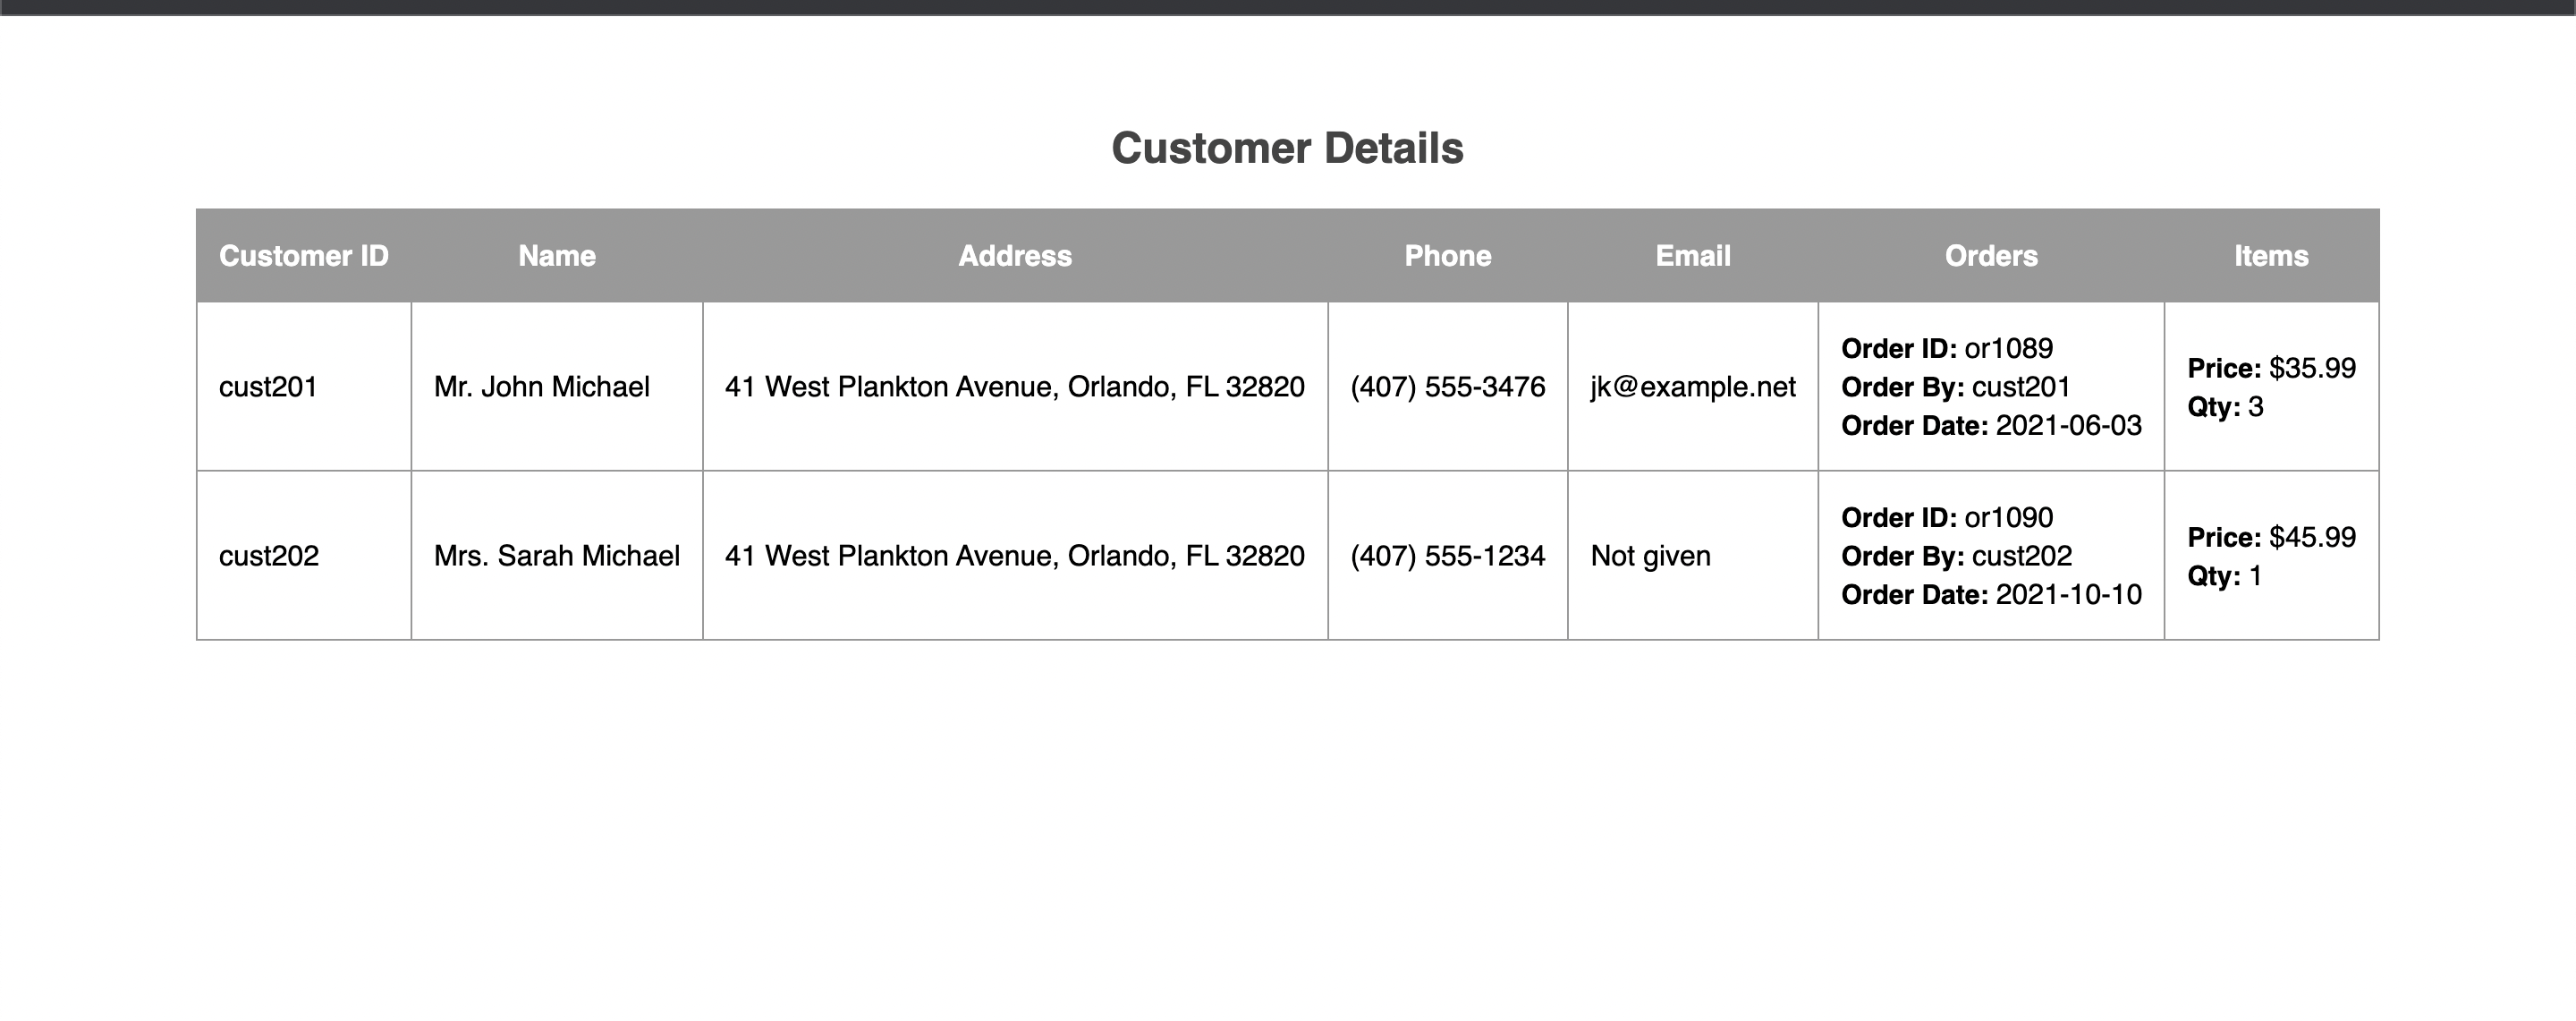 Customer Details
Customer ID Name Address Phone Email Orders Items
cust201 Mr. John Michael 41 West Plankton Avenue, Orlando, FL 32820 (407) 555-3476 jk@example.net
Order ID: or1089
Order By: cust201
Order Date: 2021-06-03
Price: $35.99
Qty: 3
cust202 Mrs. Sarah Michael 41 West Plankton Avenue, Orlando, FL 32820 (407) 555-1234 Not given
Order ID: or1090
Order By: cust202
Order Date: 2021-10-10
Price: $45.99
Qty: 1